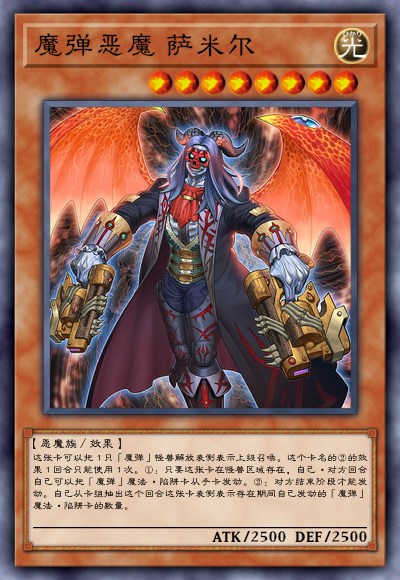 魔弹恶魔 萨米尔
光
【恶魔族／效果】
这张卡可以把１只「魔弹」怪兽解放表侧表示上级召唤。这个卡名的②的效
果１回合只能使用１次。①：只要这张卡在怪兽区域存在，自己·对方回合
自己可以把「魔弹」魔法·陷阱卡从手卡发动。②：对方结束阶段才能发
动。自己从卡组抽出这个回合这张卡表侧表示存在期间自己发动的「魔弹」
魔法·陷阱卡的数量。
ATK/2500 DEF/2500